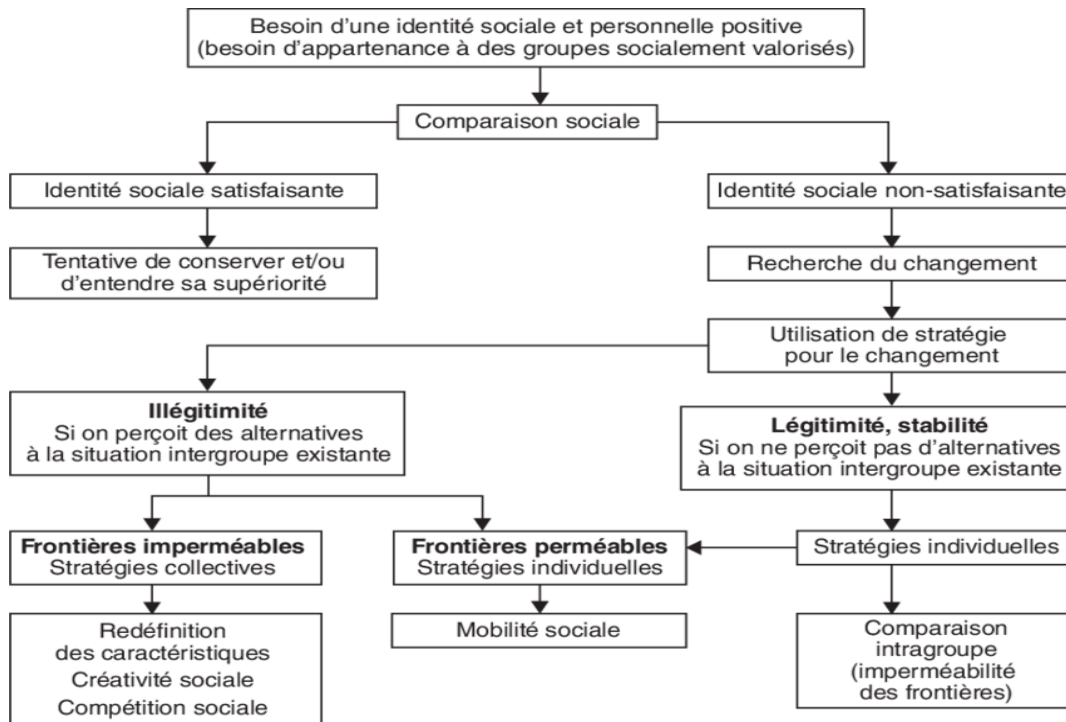 Besoin d'une identité sociale et personnelle positive
(besoin d'appartenance à des groupes socialement valorisés)
Comparaison sociale
Identité sociale satisfaisante
Identité sociale non-satisfaisante
Tentative de conserver et/ou
d'entendre sa supériorité
Recherche du changement
Utilisation de stratégie
pour le changement
Illégitimité
Si on perçoit des alternatives
à la situation intergroupe existante
Légitimité, stabilité
Si on ne perçoit pas d'alternatives
à la situation intergroupe existante
Frontières imperméables
Stratégies collectives
Frontières perméables
Stratégies individuelles
Stratégies individuelles
Redéfinition
des caractéristiques
Créativité sociale
Compétition sociale
Mobilité sociale
Comparaison
intragroupe
(imperméabilité
des frontières)